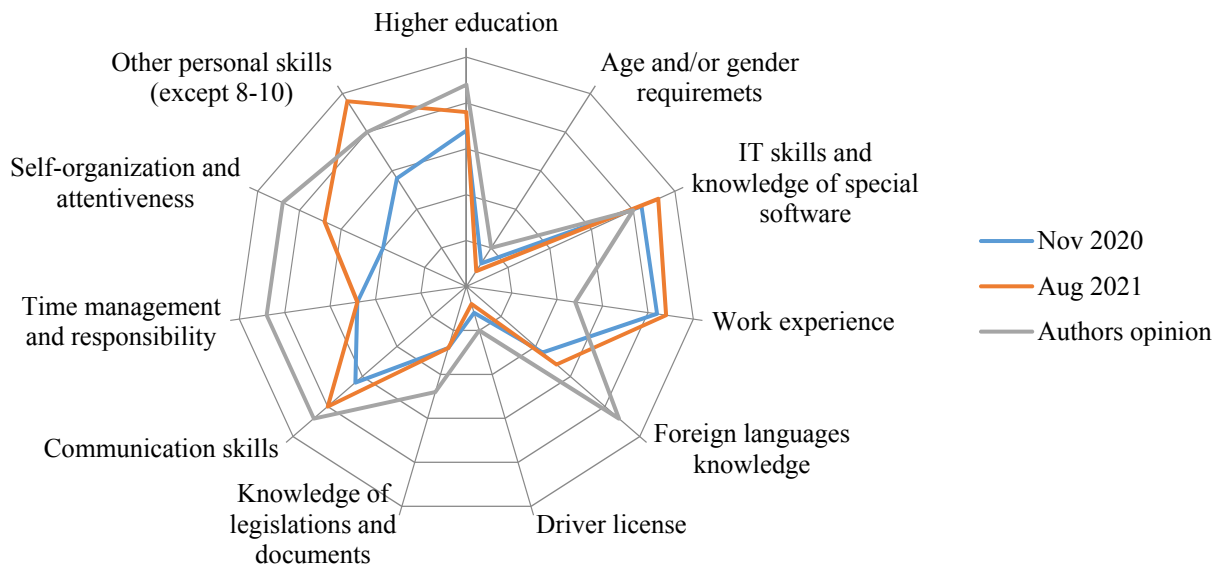 Higher education
Age and/or gender
requiremets
IT skills and
knowledge of special
software
Work experience
Foreign languages
knowledge
Driver license
Knowledge of
legislations and
documents
Communication skills
Time management
and responsibility
Self-organization and
attentiveness
Other personal skills
(except 8-10)
Nov 2020
Aug 2021
Authors opinion